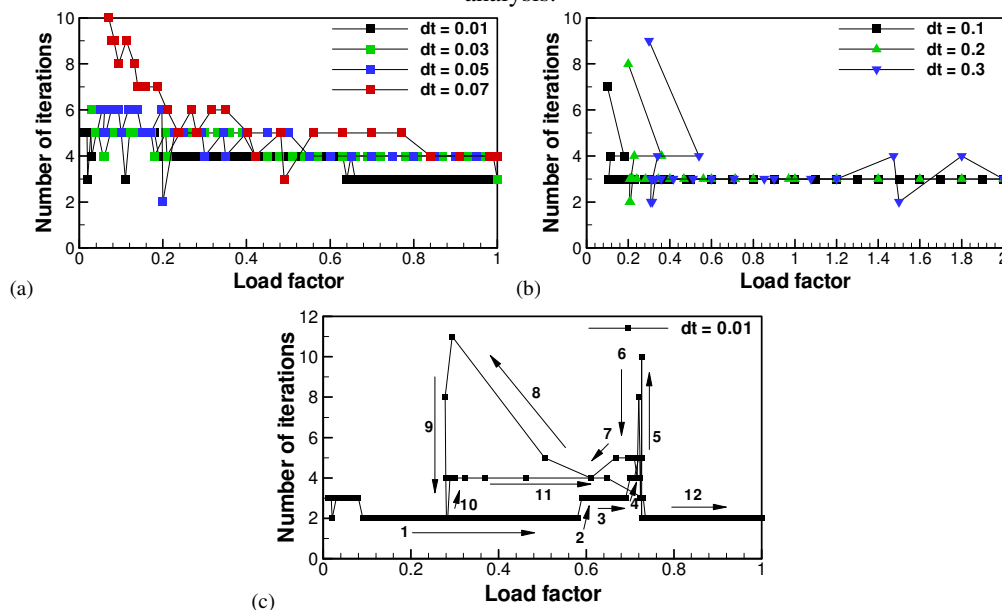 analysis.
10
8
6
4
2
0
Number of iterions
0 0.2 0.4 0.6 0.8 1
Load factor
dt = 0.01
dt = 0.03
dt = 0.05
dt = 0.07
(a)
10
8
6
4
2
0
Number of iterions
0 0.2 0.4 0.6 0.8 1 1.2 1.4 1.6 1.8 2
Load factor
dt = 0.1
dt = 0.2
dt = 0.3
(b)
12
10
8
6
4
2
0
Number of iterations
0 0.2 0.4 0.6 0.8 1
Load factor
dt = 0.01
1
2
3
4
5
6
7
8
9
10
11
12
(c)